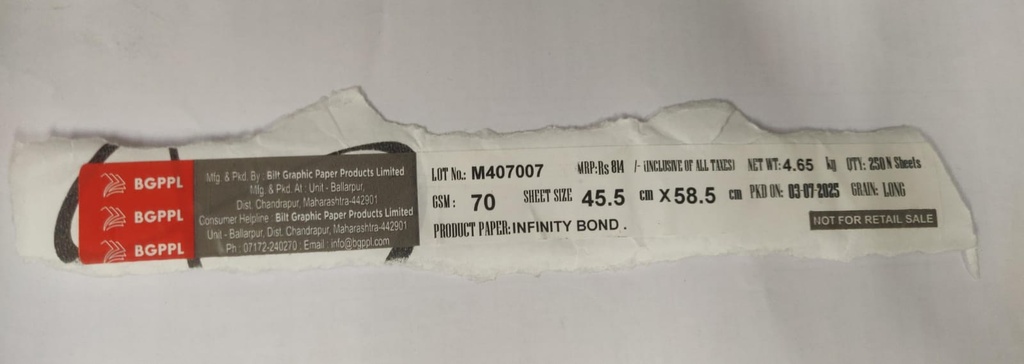 BGPPL
BGPPL
BGPPL
Mfg. & Pkd. By : Bilt Graphic Paper Products Limited
Mfg. & Pkd. At : Unit - Ballarpur,
Dist. Chandrapur, Maharashtra-442901
Consumer Helpline : Bilt Graphic Paper Products Limited
Unit - Ballarpur, Dist. Chandrapur, Maharashtra-442901
Ph : 07172-240270 : Email : info@bgppl.com
LOT No.: M407007 MRP:Rs 814 /- (INCLUSIVE OF ALL TAXES) NET WT: 4.65 kg QTY: 250 N Sheets
GSM : 70 SHEET SIZE 45.5 cm X 58.5 cm PKD ON: 03-07-2025 GRAIN: LONG
PRODUCT PAPER: INFINITY BOND .
NOT FOR RETAIL SALE